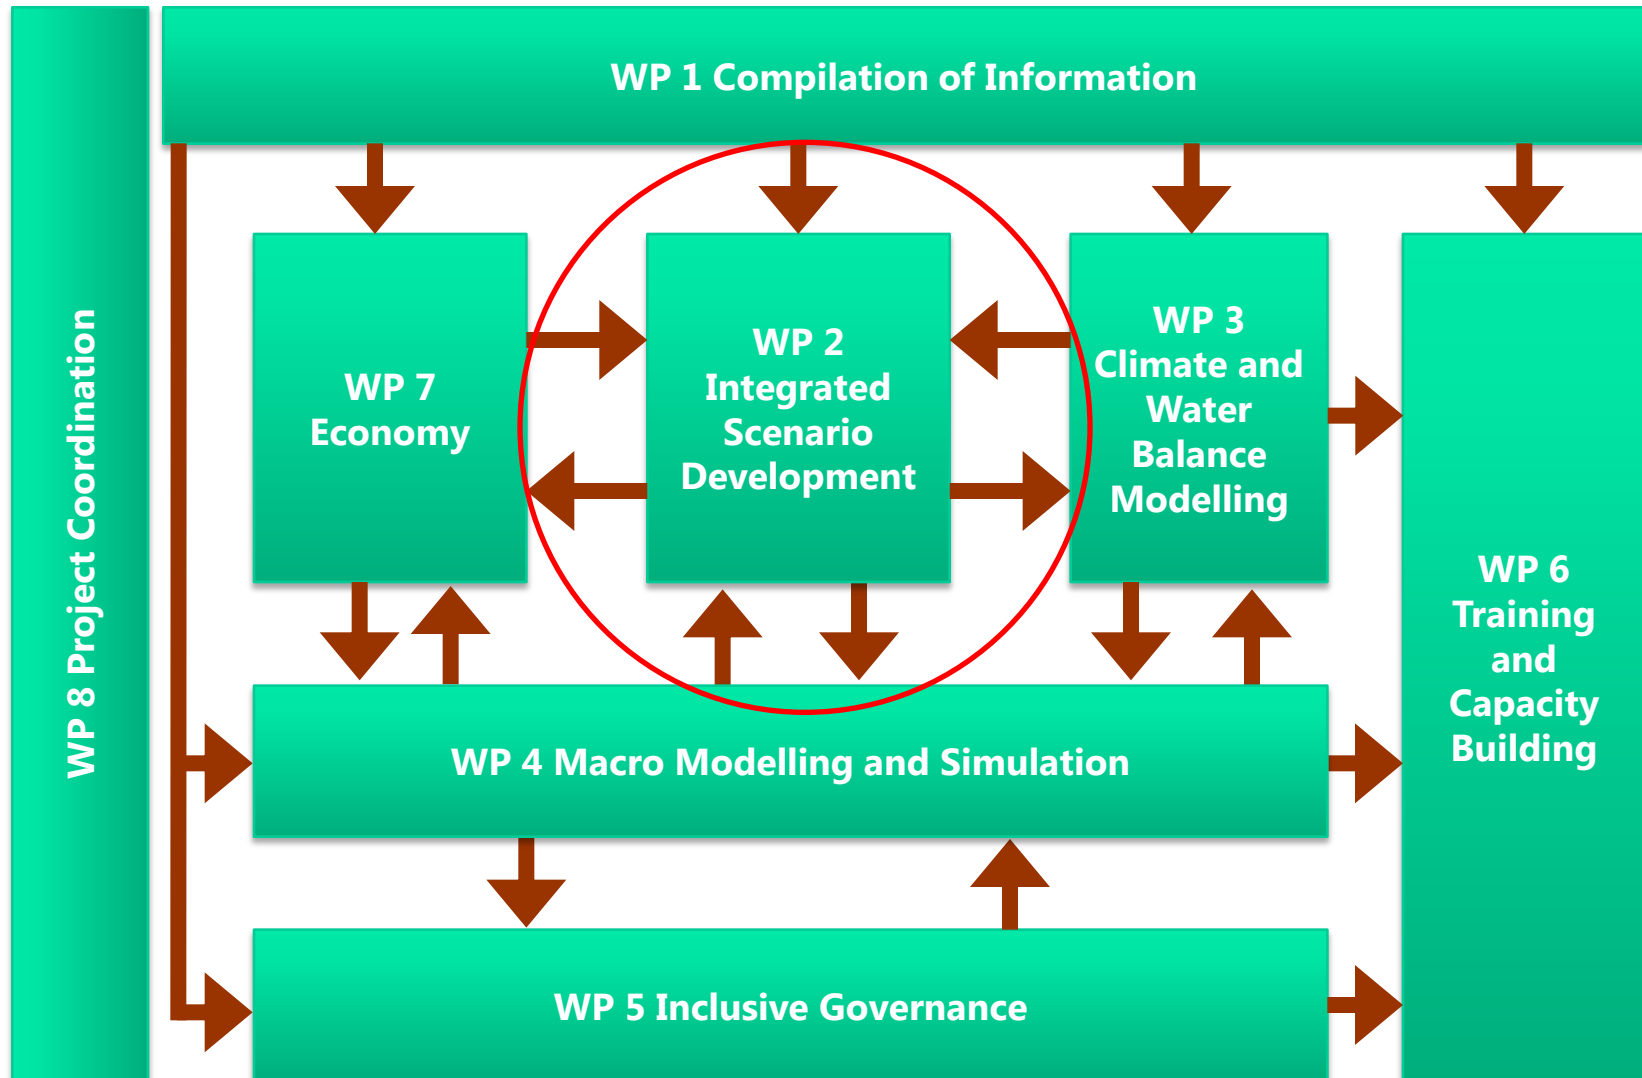 WP 1 Compilation of Information
WP 8 Project Coordination
WP 7
Economy
WP 2
Integrated
Scenario
Development
WP 3
Climate and
Water
Balance
Modelling
WP 6
Training
and
Capacity
Building
WP 4 Macro Modelling and Simulation
WP 5 Inclusive Governance